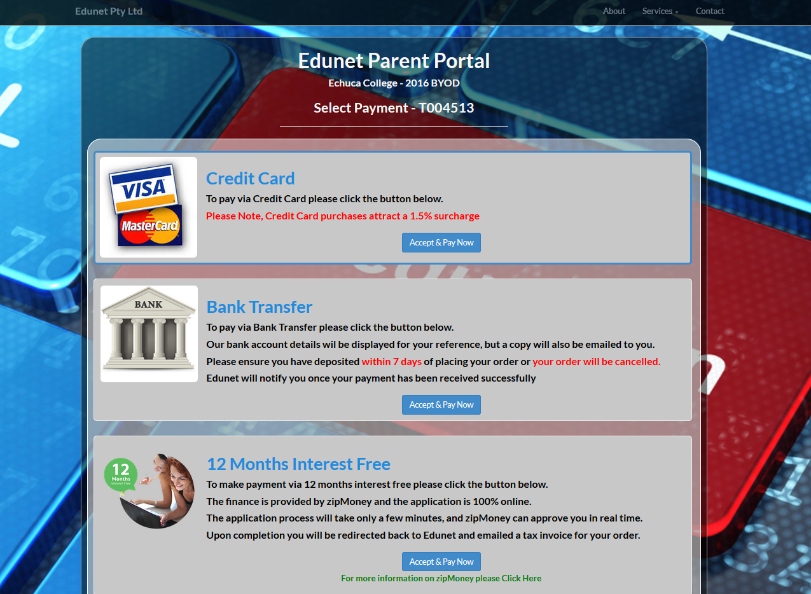 Edunet Pty Ltd
About Services Contact
Edunet Parent Portal
Echuca College - 2016 BYOD
Select Payment - T004513
VISA
MasterCard
Credit Card
To pay via Credit Card please click the button below.
Please Note, Credit Card purchases attract a 1.5% surcharge
Accept & Pay Now
BANK
Bank Transfer
To pay via Bank Transfer please click the button below.
Our bank account details wil be displayed for your reference, but a copy will also be emailed to you.
Please ensure you have deposited within 7 days of placing your order or your order will be cancelled.
Edunet will notify you once your payment has been received successfully
Accept & Pay Now
12
Months
12 Months Interest Free
To make payment via 12 months interest free please click the button below.
The finance is provided by zipMoney and the application is 100% online.
The application process will take only a few minutes, and zipMoney can approve you in real time.
Upon completion you will be redirected back to Edunet and emailed a tax invoice for your order.
Accept & Pay Now
For more information on zipMoney please Click Here